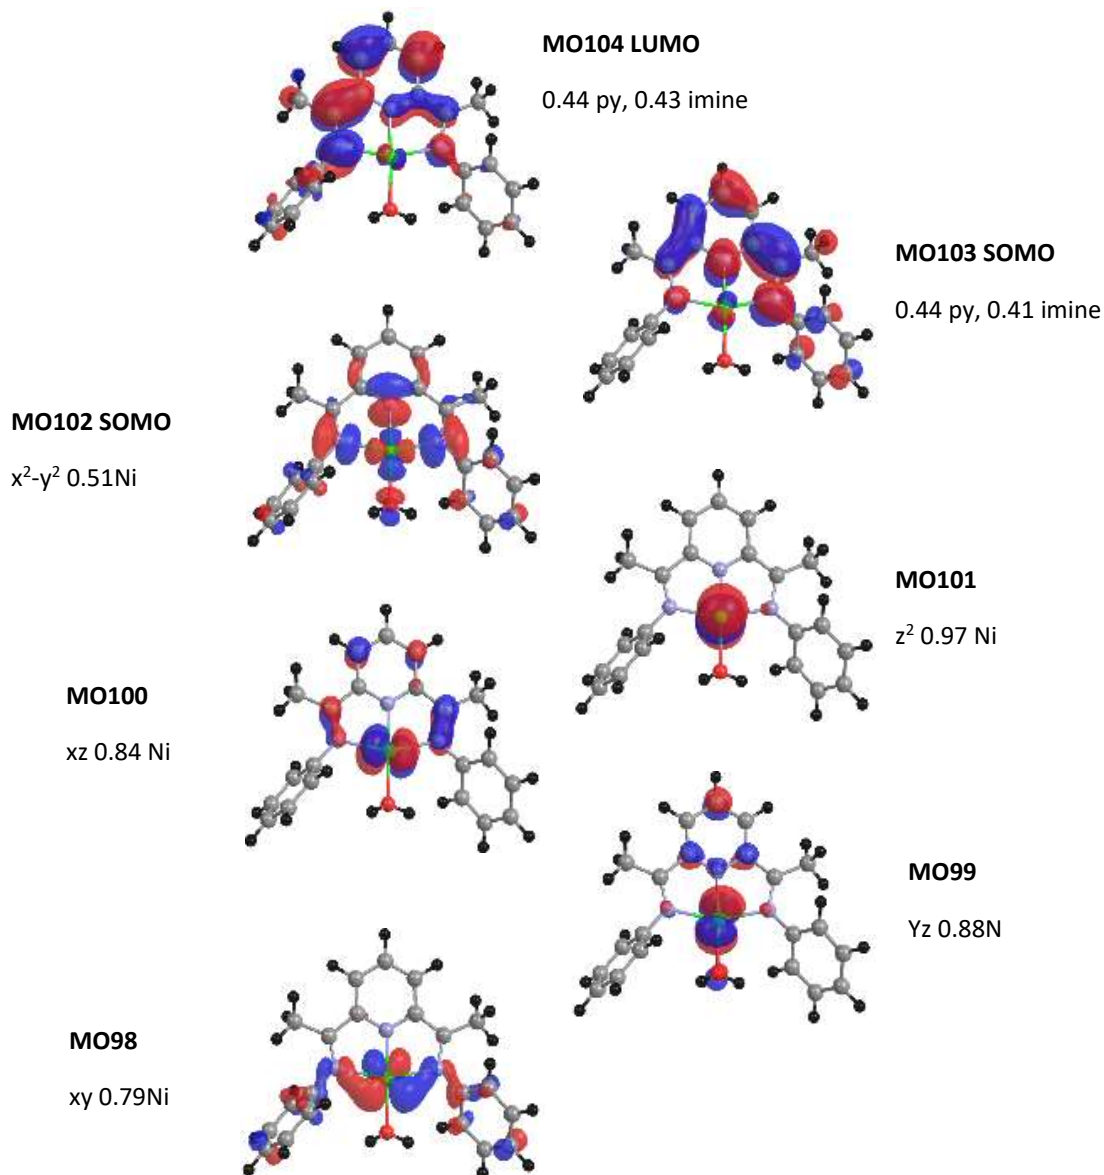 MO104 LUMO
0.44 py, 0.43 imine
MO103 SOMO
0.44 py, 0.41 imine
MO102 SOMO
x²-y² 0.51Ni
MO101
z² 0.97 Ni
MO100
xz 0.84 Ni
MO99
Yz 0.88N
MO98
xy 0.79Ni